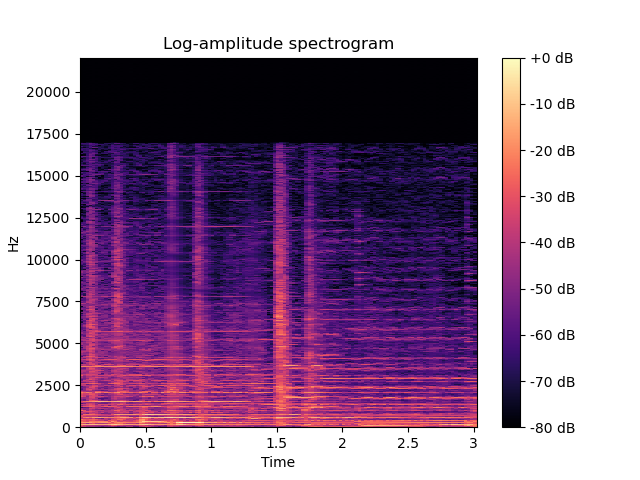 Log-amplitude spectrogram
Hz
20000
17500
15000
12500
10000
7500
5000
2500
0
0 0.5 1 1.5 2 2.5 3
Time
+0 dB
-10 dB
-20 dB
-30 dB
-40 dB
-50 dB
-60 dB
-70 dB
-80 dB